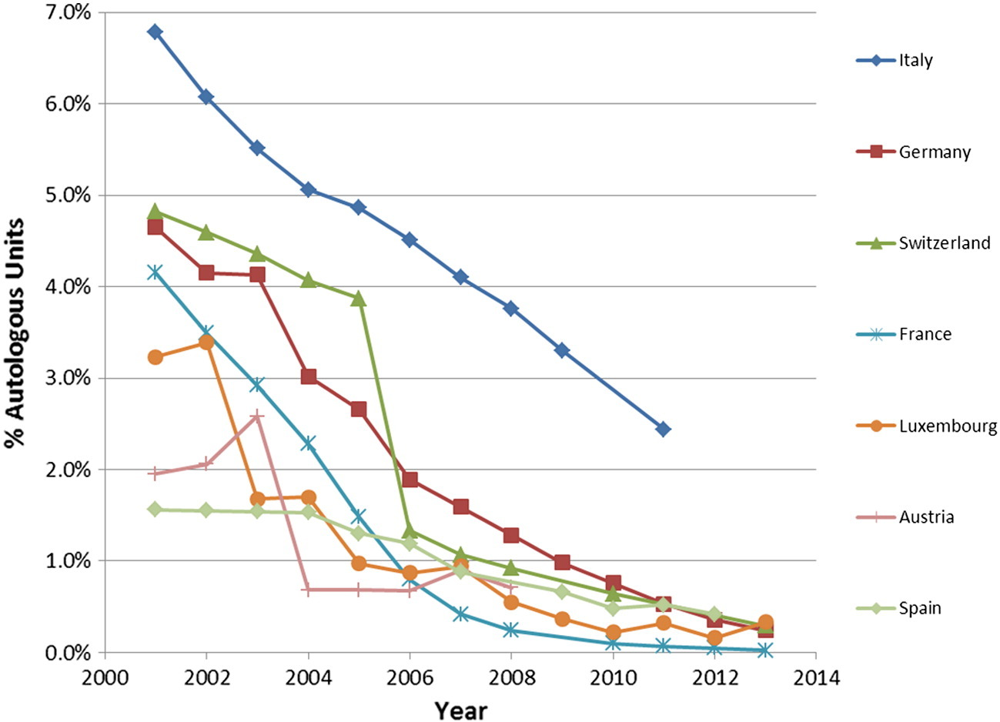 7.0%
6.0%
5.0%
4.0%
3.0%
2.0%
1.0%
0.0%
% Autologous Units
2000 2002 2004 2006 2008 2010 2012 2014
Year
Italy
Germany
Switzerland
France
Luxembourg
Austria
Spain